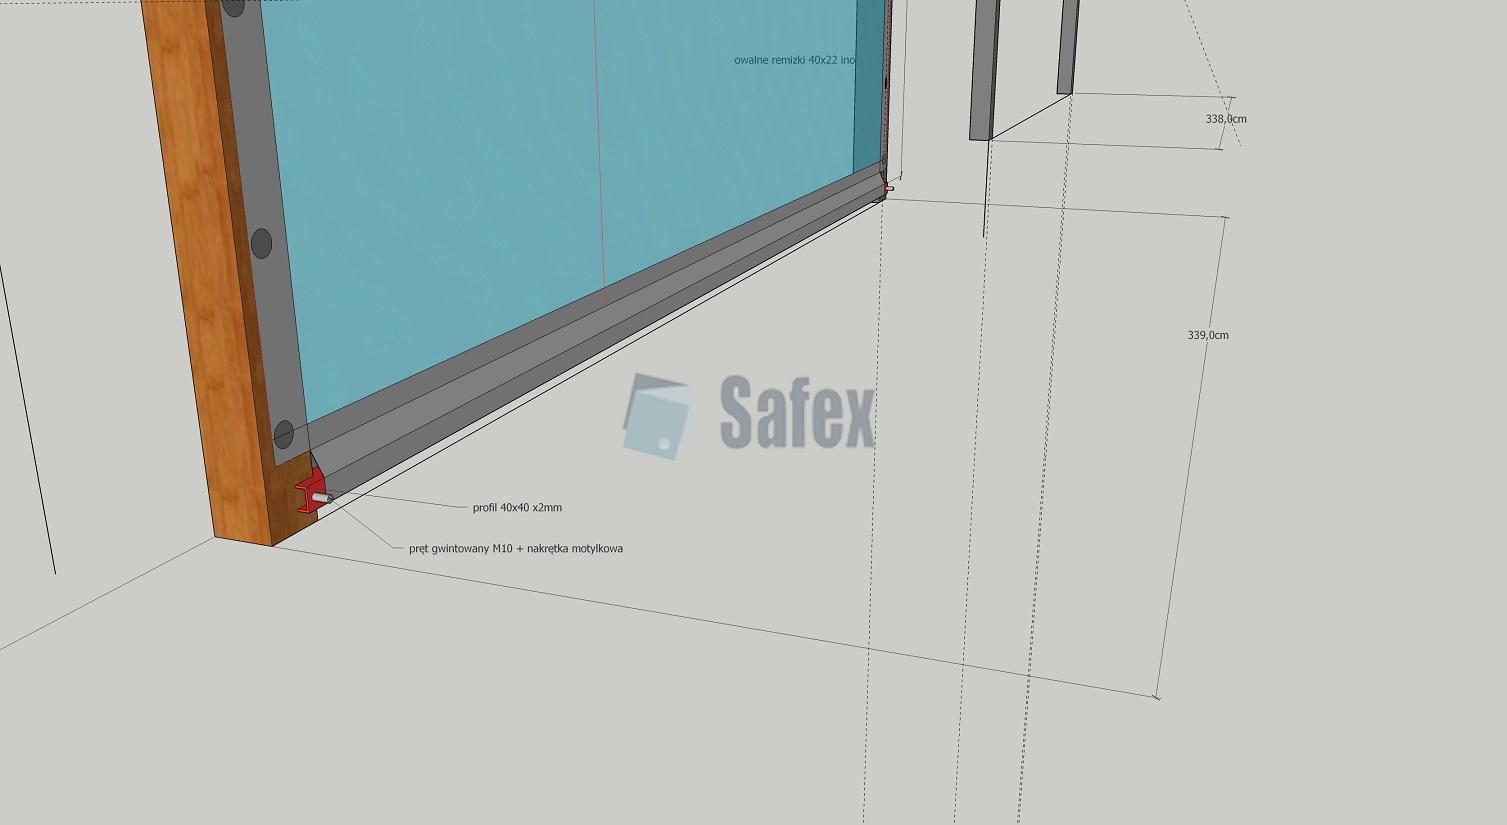 owalne remizki 40x22 ino
338,0cm
339,0cm
Safex
profil 40x40 x2mm
pręt gwintowany M10 + nakrętka motylkowa